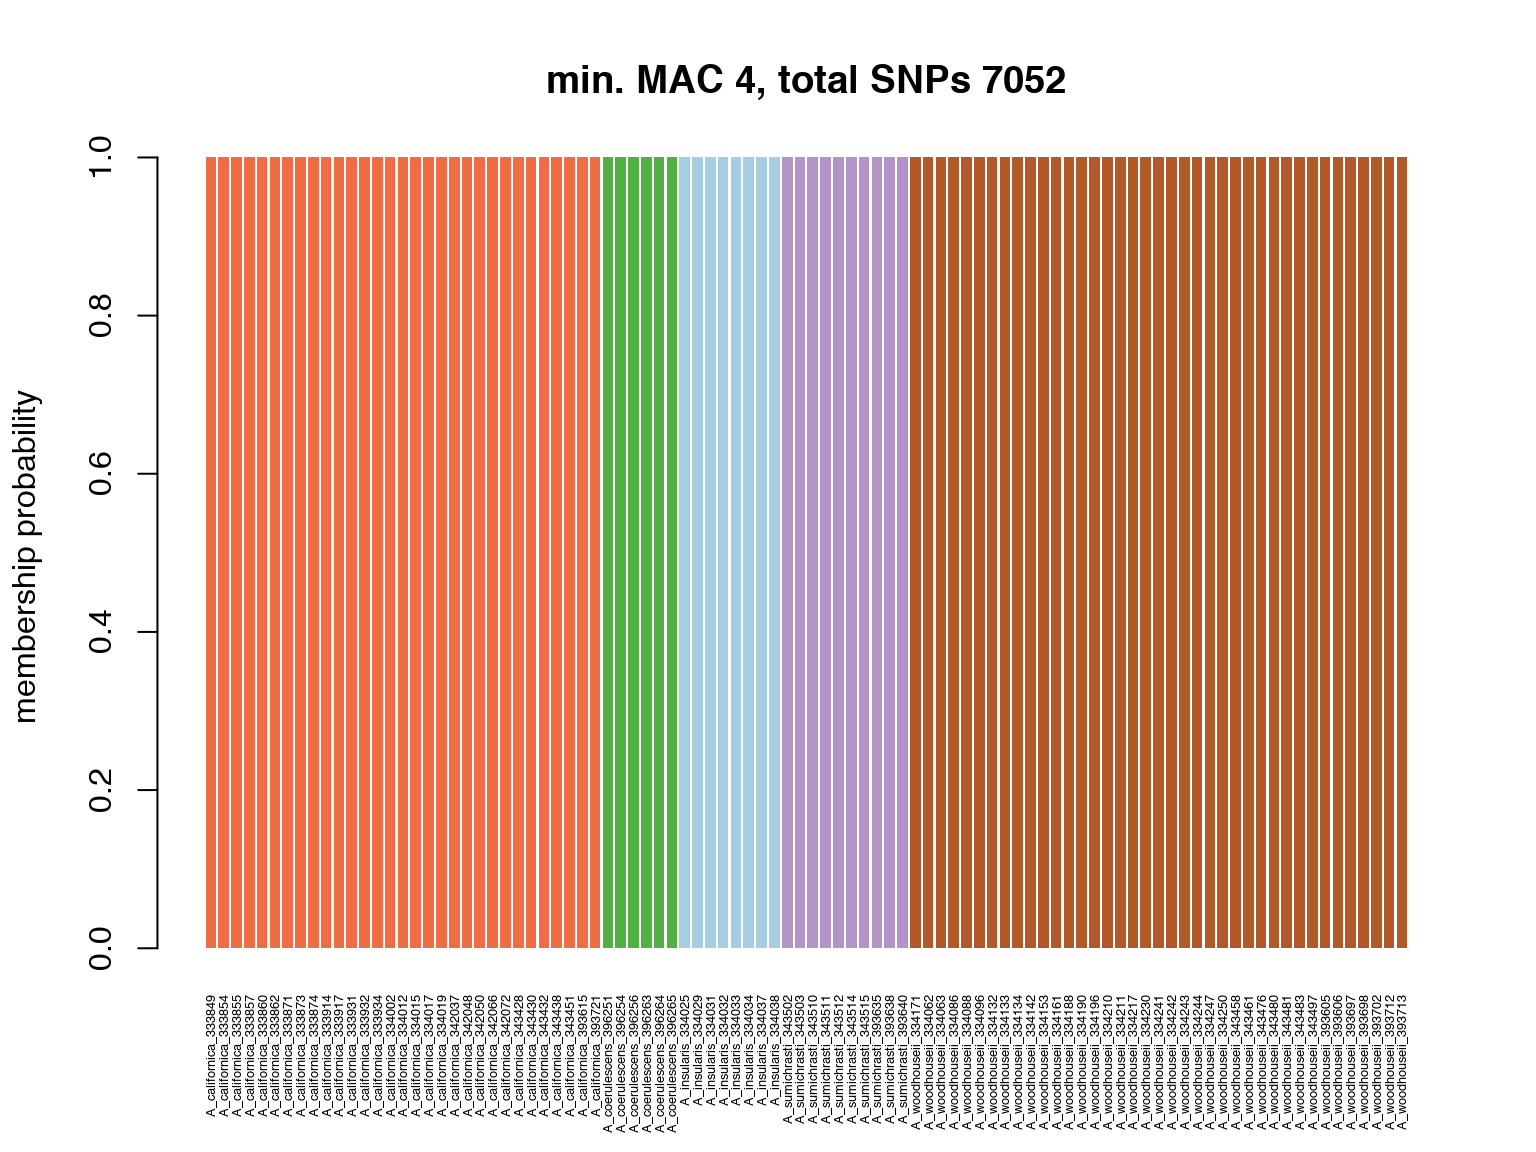 min. MAC 4, total SNPs 7052
membership probability
1.0
0.8
0.6
0.4
0.2
0.0
A_californica_333849
A_californica_333854
A_californica_333855
A_californica_333857
A_californica_333860
A_californica_333862
A_californica_333871
A_californica_333873
A_californica_333874
A_californica_333914
A_californica_333917
A_californica_333931
A_californica_333932
A_californica_333934
A_californica_334002
A_californica_334012
A_californica_334015
A_californica_334017
A_californica_334019
A_californica_342037
A_californica_342048
A_californica_342050
A_californica_342066
A_californica_342072
A_californica_343428
A_californica_343430
A_californica_343432
A_californica_343438
A_californica_343451
A_californica_393615
A_californica_393721
A_coerulescens_396251
A_coerulescens_396254
A_coerulescens_396256
A_coerulescens_396263
A_coerulescens_396264
A_coerulescens_396265
A_insularis_334025
A_insularis_334029
A_insularis_334031
A_insularis_334032
A_insularis_334033
A_insularis_334034
A_insularis_334037
A_insularis_334038
A_sumichrasti_343502
A_sumichrasti_343503
A_sumichrasti_343510
A_sumichrasti_343511
A_sumichrasti_343512
A_sumichrasti_343514
A_sumichrasti_343515
A_sumichrasti_393635
A_sumichrasti_393638
A_sumichrasti_393640
A_woodhouseii_334171
A_woodhouseii_334062
A_woodhouseii_334063
A_woodhouseii_334086
A_woodhouseii_334088
A_woodhouseii_334096
A_woodhouseii_334132
A_woodhouseii_334133
A_woodhouseii_334134
A_woodhouseii_334142
A_woodhouseii_334153
A_woodhouseii_334161
A_woodhouseii_334188
A_woodhouseii_334190
A_woodhouseii_334196
A_woodhouseii_334210
A_woodhouseii_334211
A_woodhouseii_334217
A_woodhouseii_334230
A_woodhouseii_334241
A_woodhouseii_334242
A_woodhouseii_334243
A_woodhouseii_334244
A_woodhouseii_334247
A_woodhouseii_334250
A_woodhouseii_343458
A_woodhouseii_343461
A_woodhouseii_343476
A_woodhouseii_343480
A_woodhouseii_343481
A_woodhouseii_343483
A_woodhouseii_343497
A_woodhouseii_393605
A_woodhouseii_393606
A_woodhouseii_393697
A_woodhouseii_393698
A_woodhouseii_393702
A_woodhouseii_393712
A_woodhouseii_393713